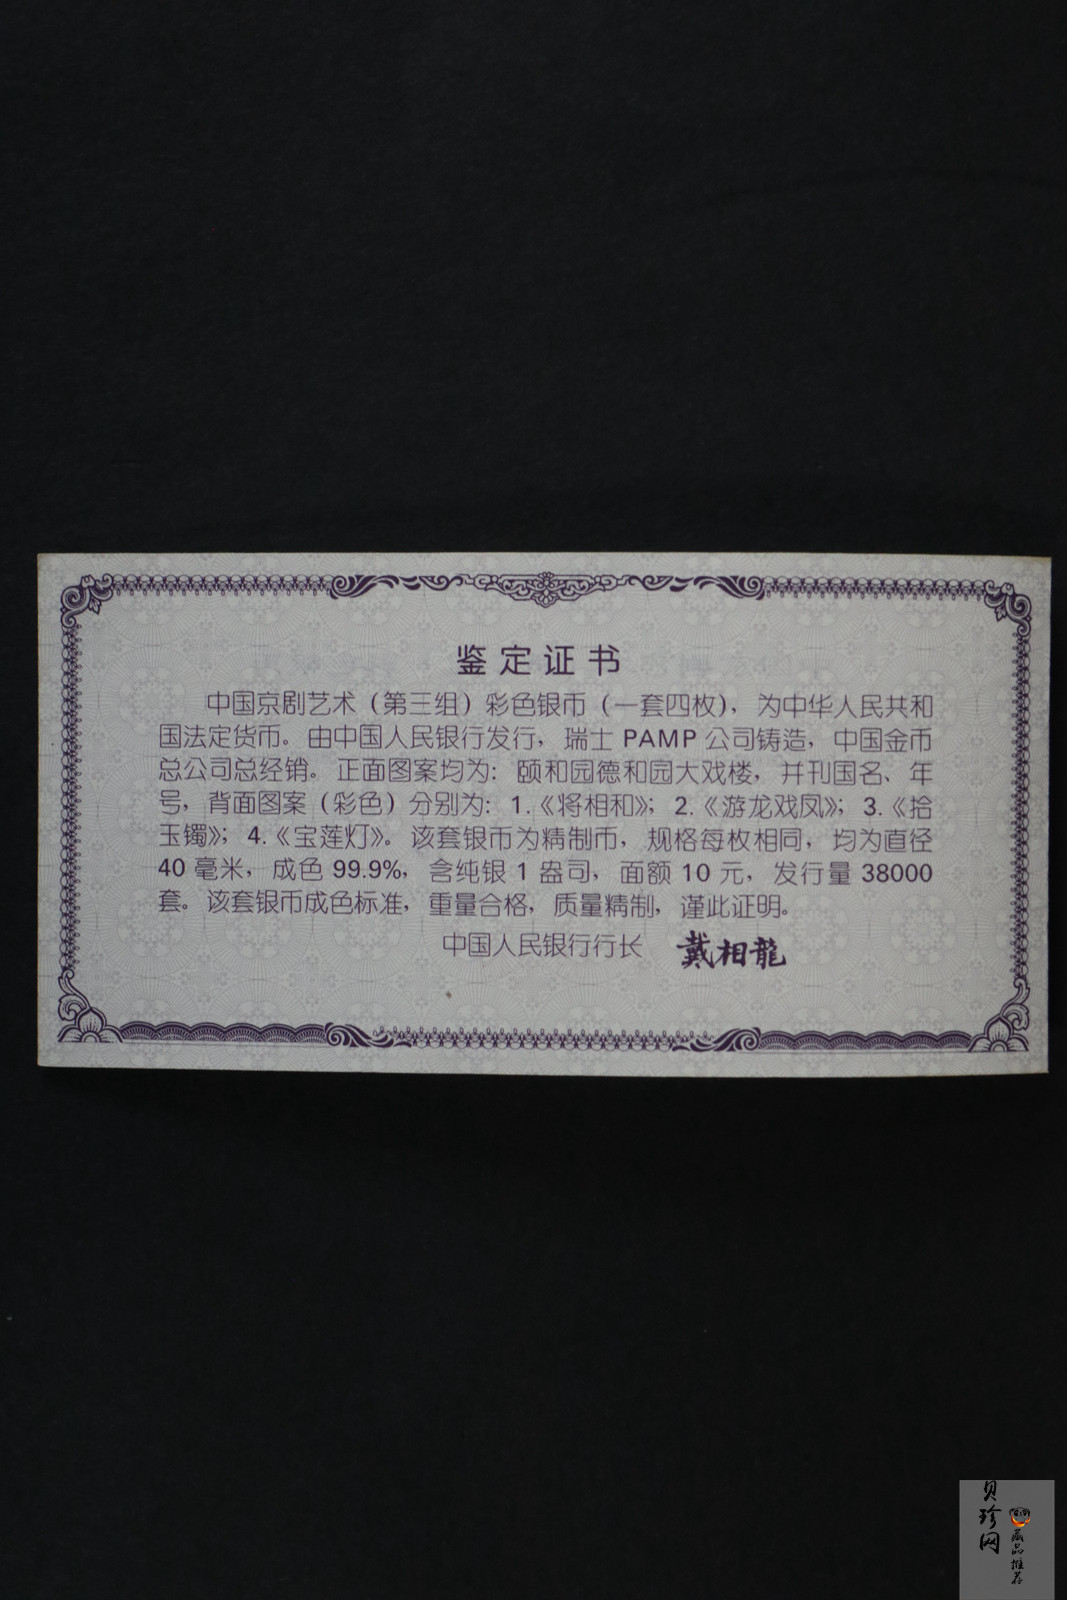 鉴定证书
中国京剧艺术（第三组）彩色银币（一套四枚），为中华人民共和
国法定货币。由中国人民银行发行，瑞士 PAMP 公司铸造，中国金币
总公司总经销。正面图案均为：颐和园德和园大戏楼，并刊国名、年
号，背面图案（彩色）分别为：1.《将相和》；2.《游龙戏凤》；3.《拾
玉镯》；4.《宝莲灯》。该套银币为精制币，规格每枚相同，均为直径
40 毫米，成色 99.9%，含纯银 1 盎司，面额 10 元，发行量 38000
套。该套银币成色标准，重量合格，质量精制，谨此证明。
中国人民银行行长 戴相龍
贝珍网
藏品推荐